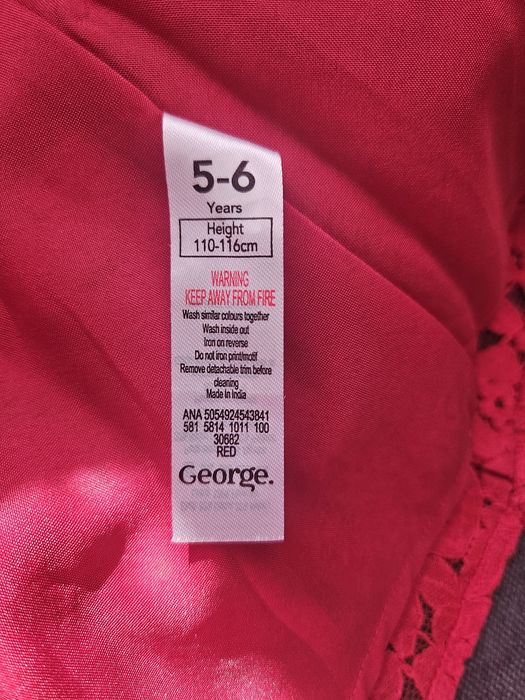 5-6
Years
Height
110-116cm
WARNING
KEEP AWAY FROM FIRE
Wash similar colours together
Wash inside out
Iron on reverse
Do not iron print/motif
Remove detachable trim before
cleaning
Made in India
ANA 5054924543841
581 5814 1011 100
30682
RED
George.